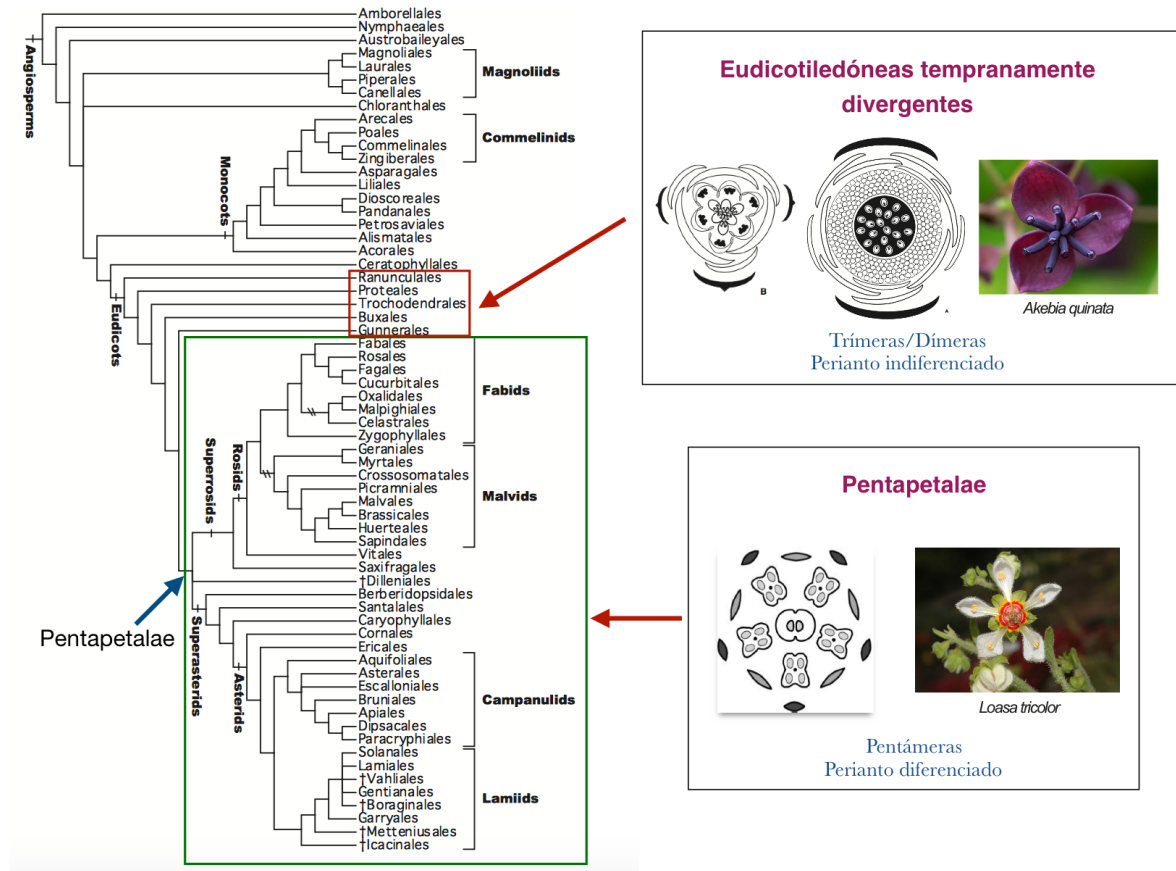 Amborellales
Nymphaeales
Austrobaileyales
Magnoliales
Laurales
Piperales
Canellales
Magnoliids
Chloranthales
Arecales
Poales
Commelinales
Zingiberales
Commelinids
Asparagales
Liliales
Dioscoreales
Pandanales
Petrosaviales
Alismatales
Acorales
Ceratophyllales
Ranunculales
Proteales
Trochodendrales
Buxales
Gunnerales
Fabales
Rosales
Fagales
Cucurbitales
Oxalidales
Malpighiales
Celastrales
Zygophyllales
Fabids
Geraniales
Myrtales
Crossosomatales
Picramniales
Malvales
Brassicales
Huerteales
Sapindales
Malvids
Vitales
Saxifragales
†Dilleniales
Berberidopsidales
Santalales
Caryophyllales
Cornales
Ericales
Aquifoliales
Asterales
Escalloniales
Bruniales
Apiales
Dipsacales
Paracryphiales
Campanulids
Solanales
Lamiales
†Vahliales
Gentianales
†Boraginales
Garryales
†Metteniusales
†Icacinales
Lamiids
Angiosperms
Monocots
Eudicots
Superrosids
Rosids
Superasterids
Asterids
Pentapetalae
Eudicotiledóneas tempranamente
divergentes
B
A
Akebia quinata
Trímeras/Dímeras
Perianto indiferenciado
Pentapetalae
Loasa tricolor
Pentámeras
Perianto diferenciado